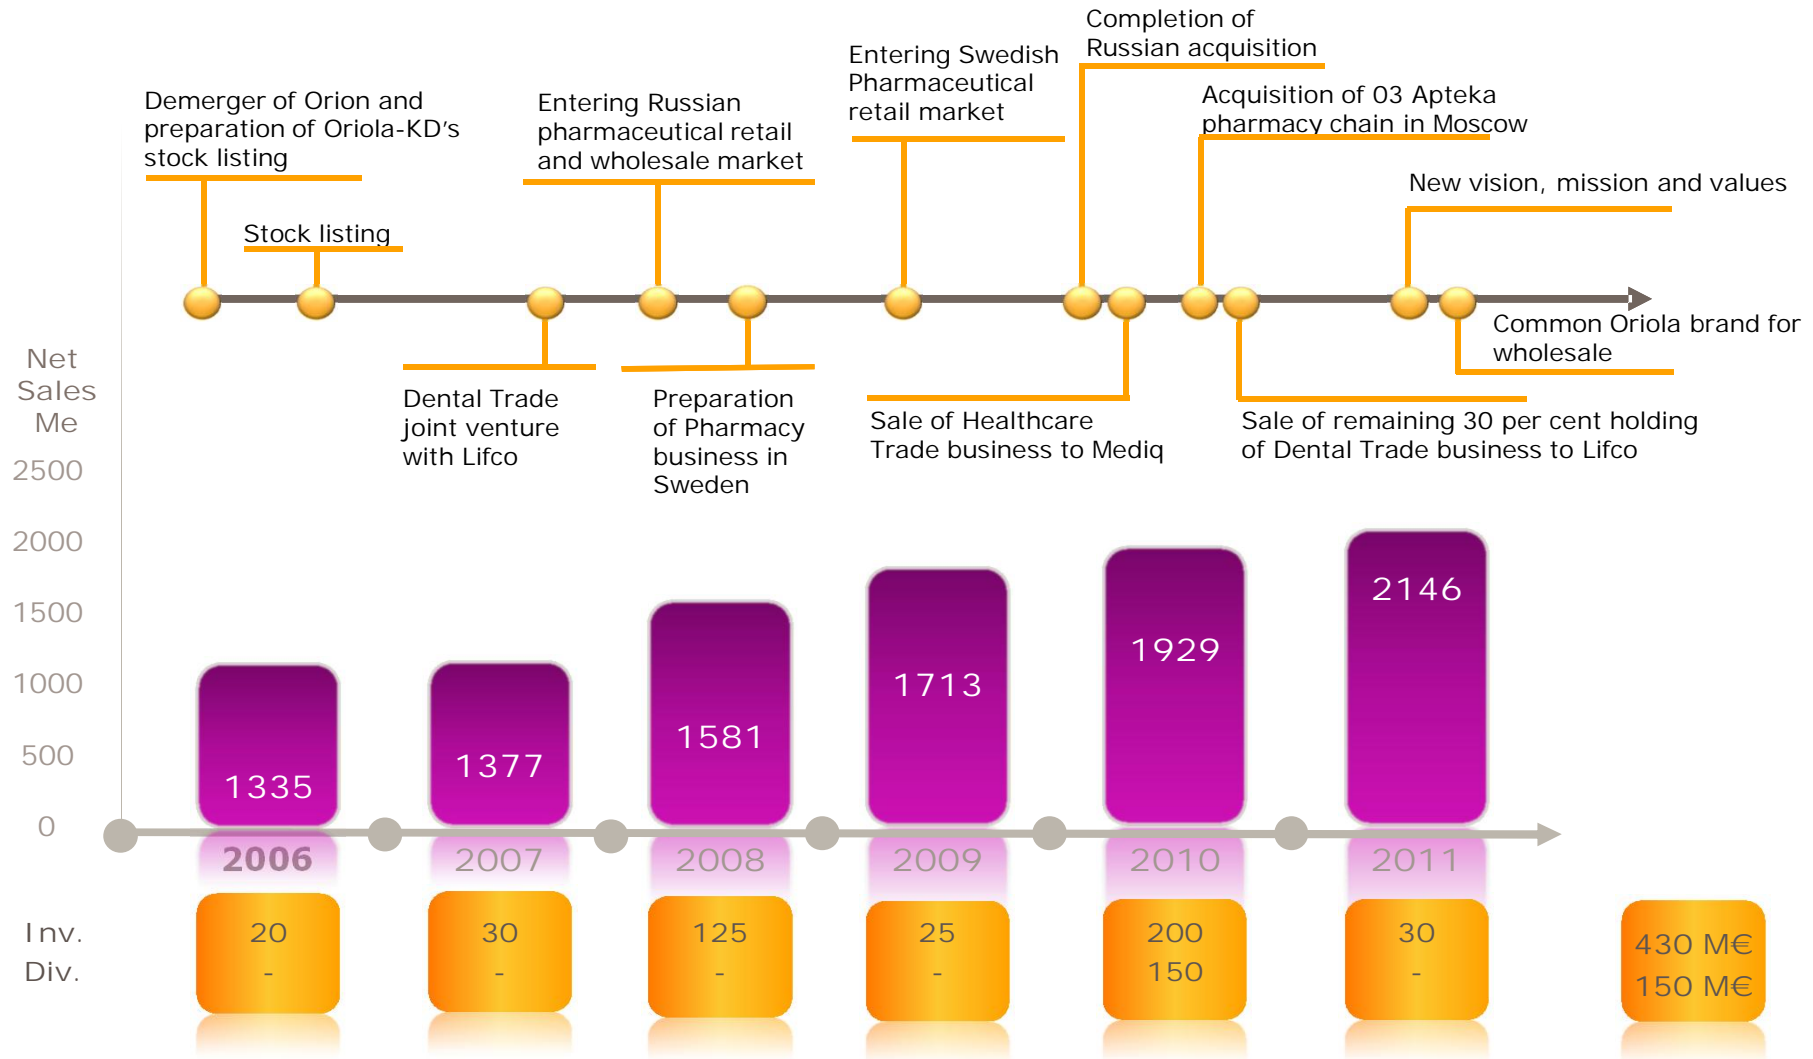 Completion of
Russian acquisition
Entering Swedish
Pharmaceutical
retail market
Demerger of Orion and
preparation of Oriola-KD's
stock listing
Entering Russian
pharmaceutical retail
and wholesale market
Acquisition of 03 Apteka
pharmacy chain in Moscow
New vision, mission and values
Stock listing
Common Oriola brand for
wholesale
Dental Trade
joint venture
with Lifco
Preparation
of Pharmacy
business in
Sweden
Sale of Healthcare
Trade business to Mediq
Sale of remaining 30 per cent holding
of Dental Trade business to Lifco
Net
Sales
Me
2500
2000
1500
1000
500
0
1335
1377
1581
1713
1929
2146
2006 2007 2008 2009 2010 2011
Inv. 20 30 125 25 200 30 430 M€
Div. - - - - 150 - 150 M€